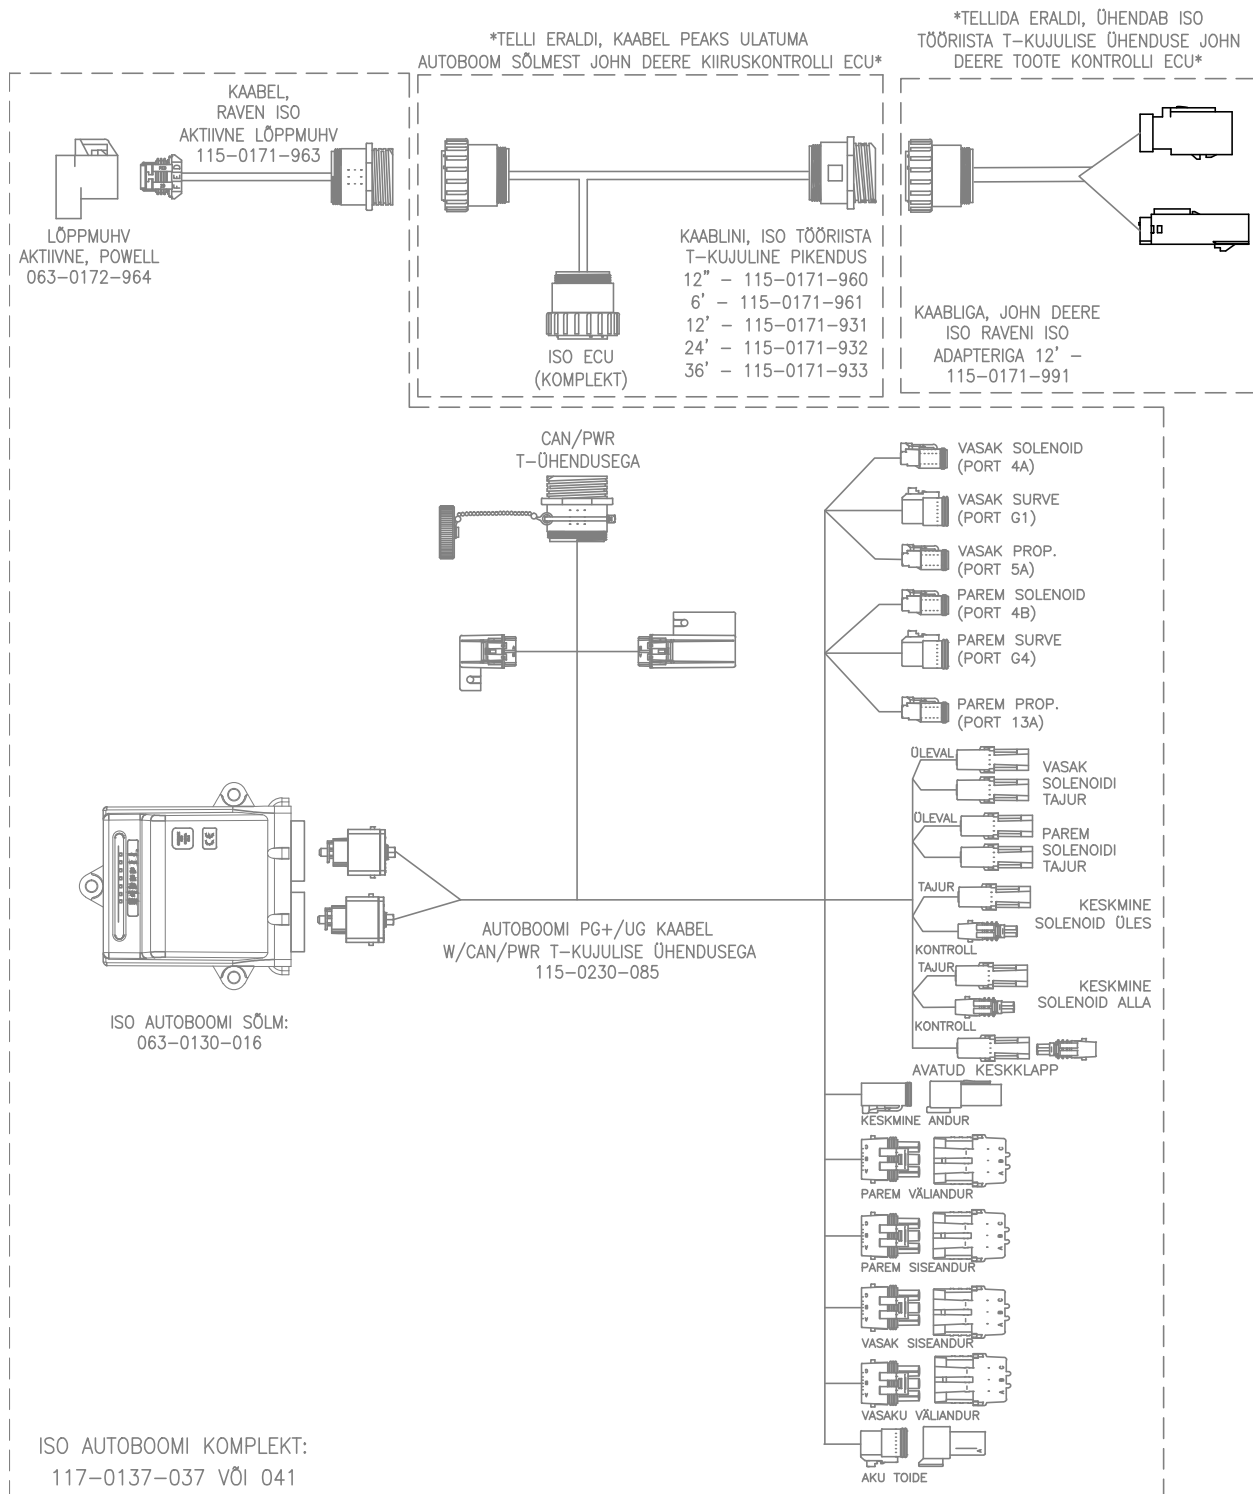 *TELLI ERALDI, KAABEL PEAKS ULATUMA
AUTOBOOM SÕLMEST JOHN DEERE KIIRUSKONTROLLI ECU*
*TELLIDA ERALDI, ÜHENDAB ISO
TÖÖRIISTA T-KUJULISE ÜHENDUSE JOHN
DEERE TOOTE KONTROLLI ECU*
KAABEL,
RAVEN ISO
AKTIIVNE LÕPPMUHV
115-0171-963
LÕPPMUHV
AKTIIVNE, POWELL
063-0172-964
KAABLINI, ISO TÖÖRIISTA
T-KUJULINE PIKENDUS
12" - 115-0171-960
6' - 115-0171-961
12' - 115-0171-931
24' - 115-0171-932
36' - 115-0171-933
ISO ECU
(KOMPLEKT)
KAABLIGA, JOHN DEERE
ISO RAVENI ISO
ADAPTERIGA 12' -
115-0171-991
CAN/PWR
T-ÜHENDUSEGA
VASAK SOLENOID
(PORT 4A)
VASAK SURVE
(PORT G1)
VASAK PROP.
(PORT 5A)
PAREM SOLENOID
(PORT 4B)
PAREM SURVE
(PORT G4)
PAREM PROP.
(PORT 13A)
ÜLEVAL
VASAK
SOLENOIDI
TAJUR
ÜLEVAL
PAREM
SOLENOIDI
TAJUR
TAJUR
KESKMINE
SOLENOID ÜLES
KONTROLL
TAJUR
KESKMINE
SOLENOID ALLA
KONTROLL
AVATUD KESKKLAPP
KESKMINE ANDUR
PAREM VÄLIANDUR
PAREM SISEANDUR
VASAK SISEANDUR
VASAKU VÄLIANDUR
AKU TOIDE
AUTOBOOMI PG+/UG KAABEL
W/CAN/PWR T-KUJULISE ÜHENDUSEGA
115-0230-085
ISO AUTOBOOMI SÕLM:
063-0130-016
ISO AUTOBOOMI KOMPLEKT:
117-0137-037 VÕI 041